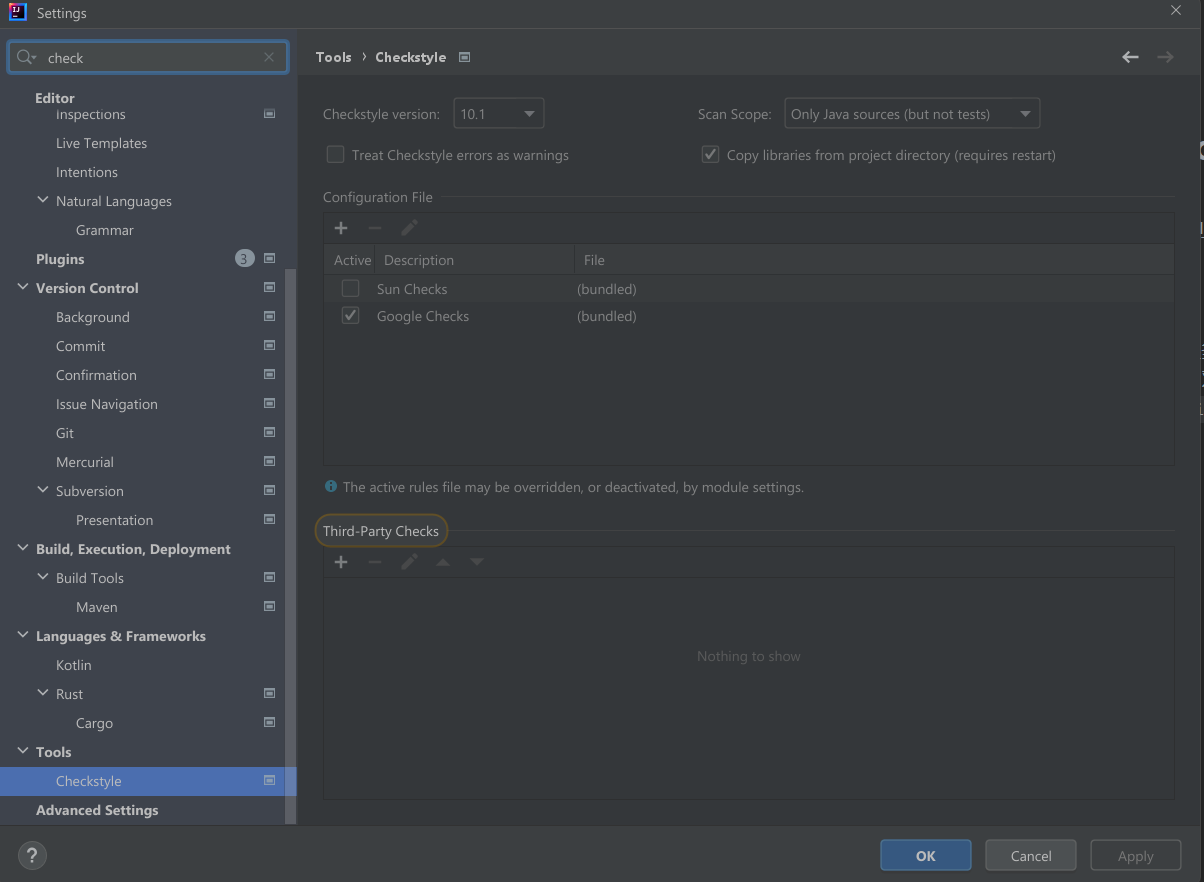 Settings
check
Editor
Inspections
Live Templates
Intentions
Natural Languages
Grammar
Plugins 3
Version Control
Background
Commit
Confirmation
Issue Navigation
Git
Mercurial
Subversion
Presentation
Build, Execution, Deployment
Build Tools
Maven
Languages & Frameworks
Kotlin
Rust
Cargo
Tools
Checkstyle
Advanced Settings
Tools › Checkstyle
Checkstyle version: 10.1 Scan Scope: Only Java sources (but not tests)
Treat Checkstyle errors as warnings Copy libraries from project directory (requires restart)
Configuration File
Active Description File
Sun Checks (bundled)
Google Checks (bundled)
The active rules file may be overridden, or deactivated, by module settings.
Third-Party Checks
Nothing to show
? OK Cancel Apply